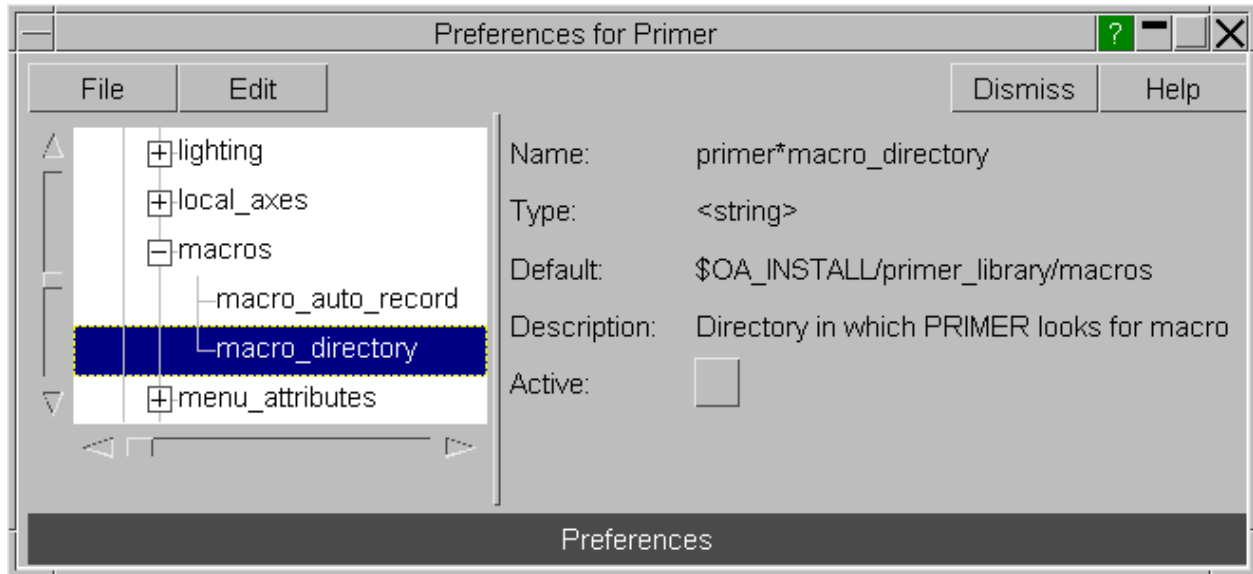 Preferences for Primer ?
File Edit Dismiss Help
lighting
local_axes
macros
macro_auto_record
macro_directory
menu_attributes
Name: primer*macro_directory
Type: <string>
Default: $OA_INSTALL/primer_library/macros
Description: Directory in which PRIMER looks for macro
Active:
Preferences